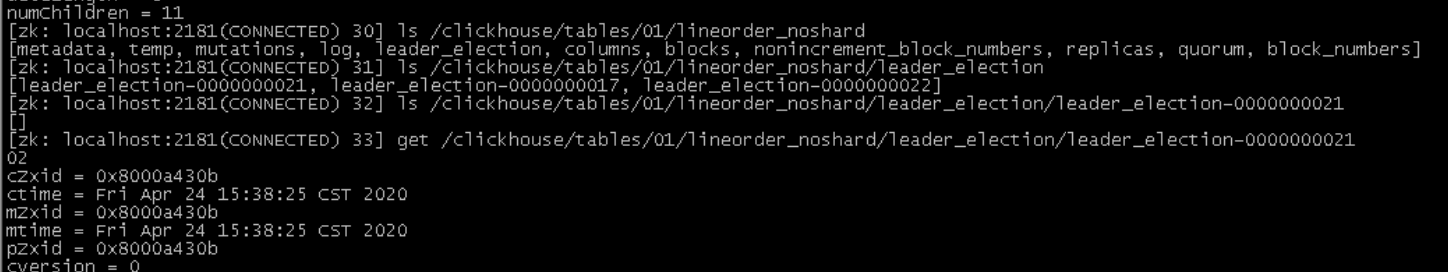 numChildren = 11
[zk: localhost:2181(CONNECTED) 30] ls /clickhouse/tables/01/lineorder_noshard
[metadata, temp, mutations, log, leader_election, columns, blocks, nonincrement_block_numbers, replicas, quorum, block_numbers]
[zk: localhost:2181(CONNECTED) 31] ls /clickhouse/tables/01/lineorder_noshard/leader_election
[leader_election-0000000021, leader_election-0000000017, leader_election-0000000022]
[zk: localhost:2181(CONNECTED) 32] ls /clickhouse/tables/01/lineorder_noshard/leader_election/leader_election-0000000021
[]
[zk: localhost:2181(CONNECTED) 33] get /clickhouse/tables/01/lineorder_noshard/leader_election/leader_election-0000000021
02
cZxid = 0x8000a430b
ctime = Fri Apr 24 15:38:25 CST 2020
mZxid = 0x8000a430b
mtime = Fri Apr 24 15:38:25 CST 2020
pZxid = 0x8000a430b
cversion = 0